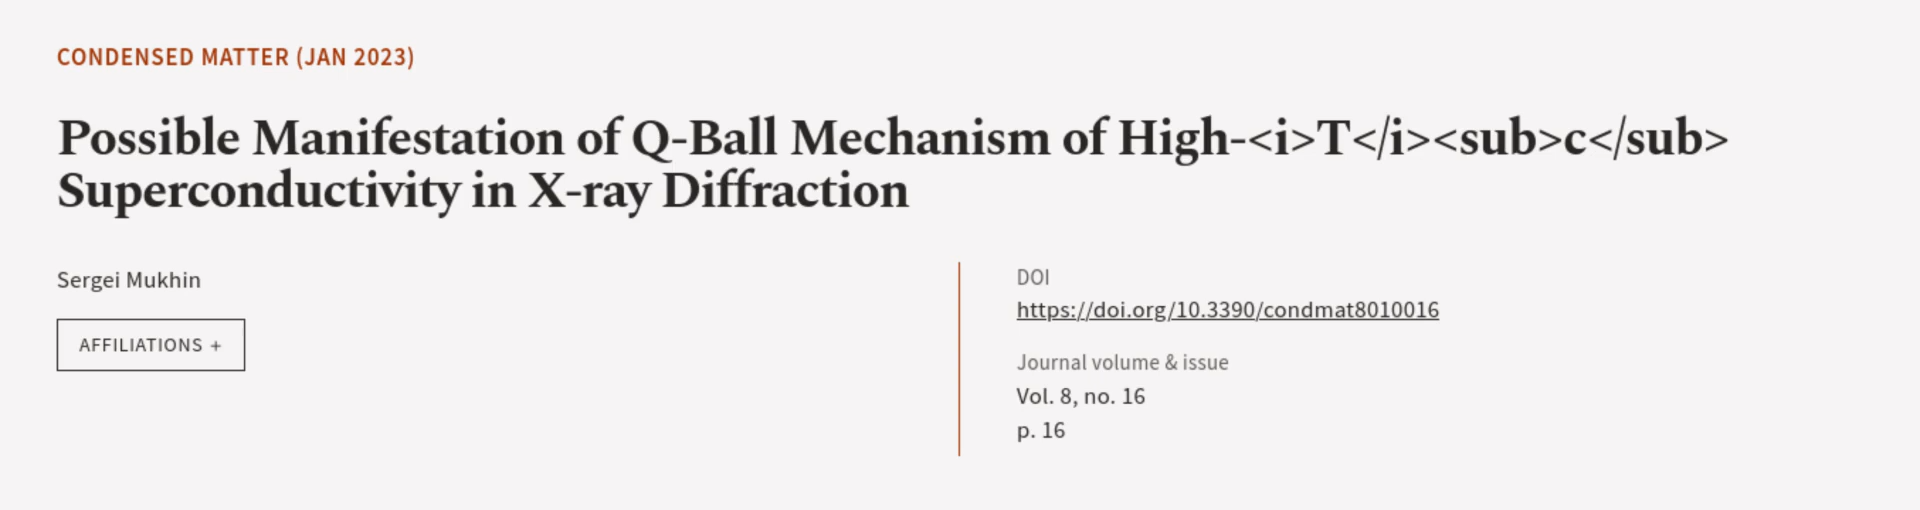 CONDENSED MATTER (JAN 2023)
Possible Manifestation of Q-Ball Mechanism of High-<i>T</i><sub>c</sub>
Superconductivity in X-ray Diffraction
Sergei Mukhin
AFFILIATIONS +
DOI
https://doi.org/10.3390/condmat8010016
Journal volume & issue
Vol. 8, no. 16
p. 16